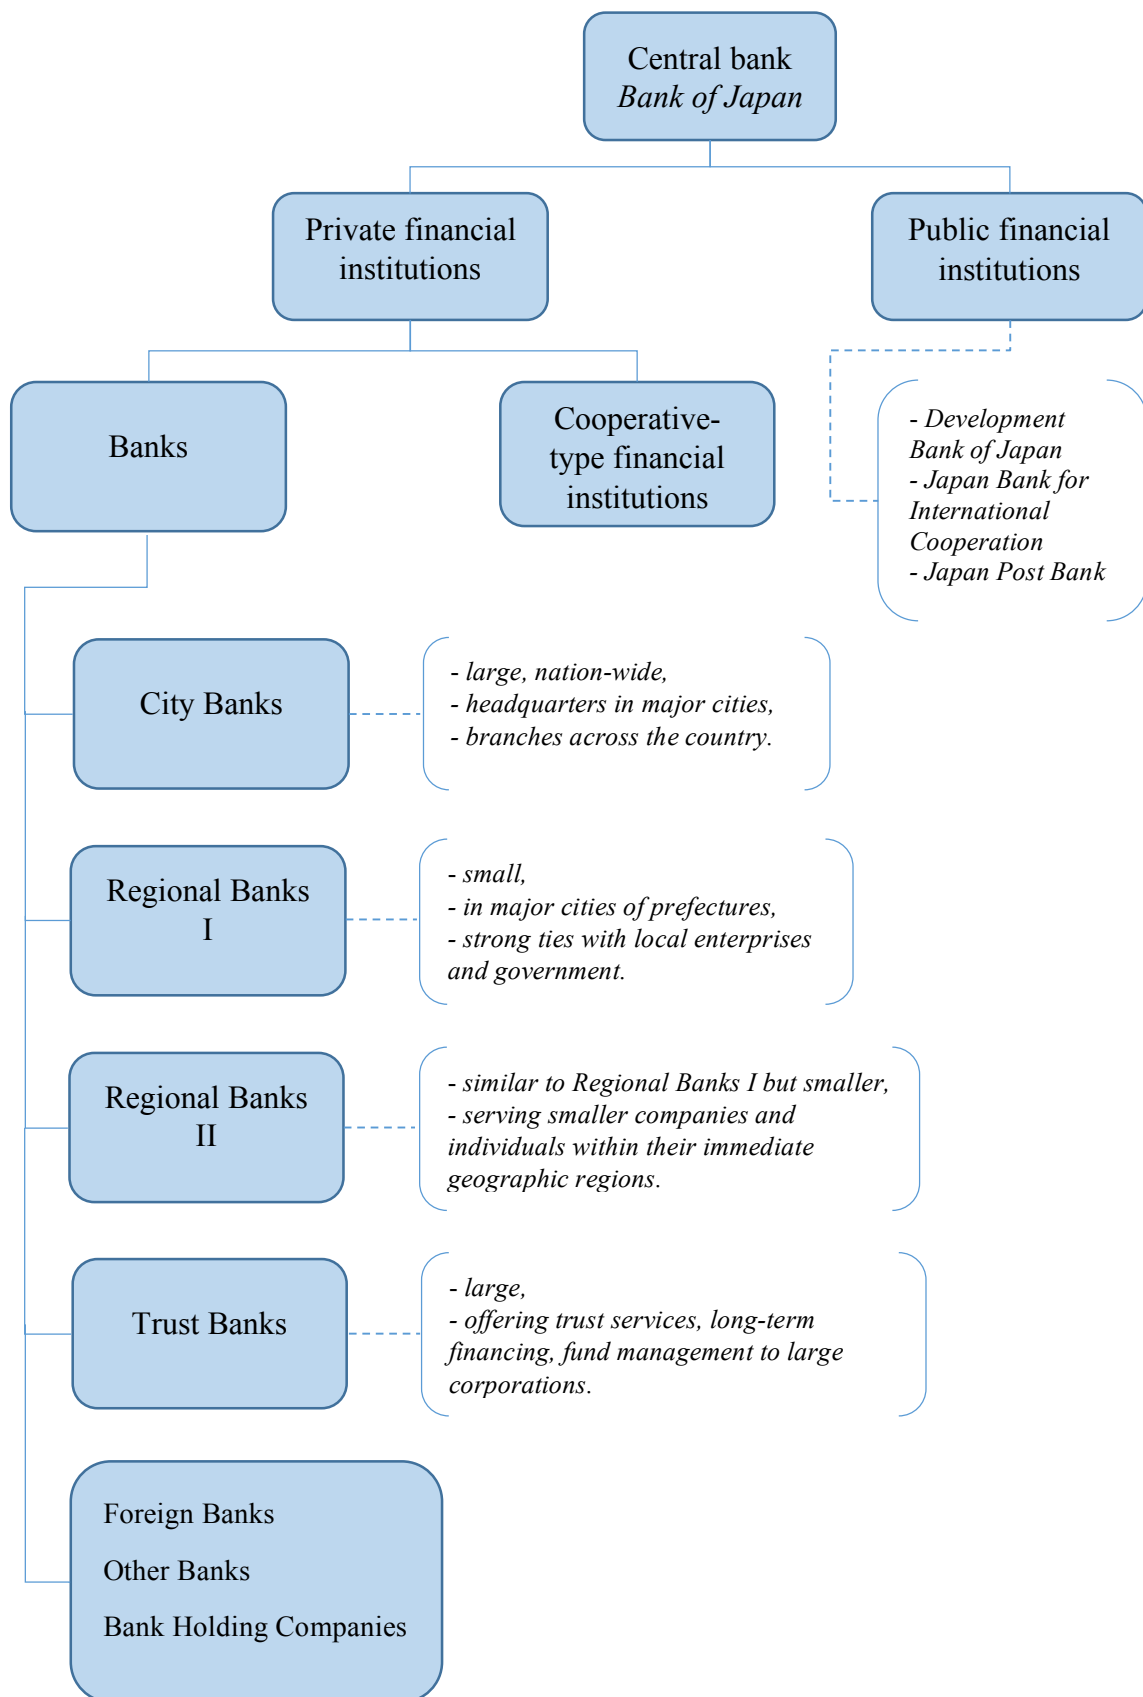 Central bank
Bank of Japan
Private financial
institutions
Public financial
institutions
Banks
Cooperative-
type financial
institutions
- Development
Bank of Japan
- Japan Bank for
International
Cooperation
- Japan Post Bank
City Banks
- large, nation-wide,
- headquarters in major cities,
- branches across the country.
Regional Banks
I
- small,
- in major cities of prefectures,
- strong ties with local enterprises
and government.
Regional Banks
II
- similar to Regional Banks I but smaller,
- serving smaller companies and
individuals within their immediate
geographic regions.
Trust Banks
- large,
- offering trust services, long-term
financing, fund management to large
corporations.
Foreign Banks
Other Banks
Bank Holding Companies